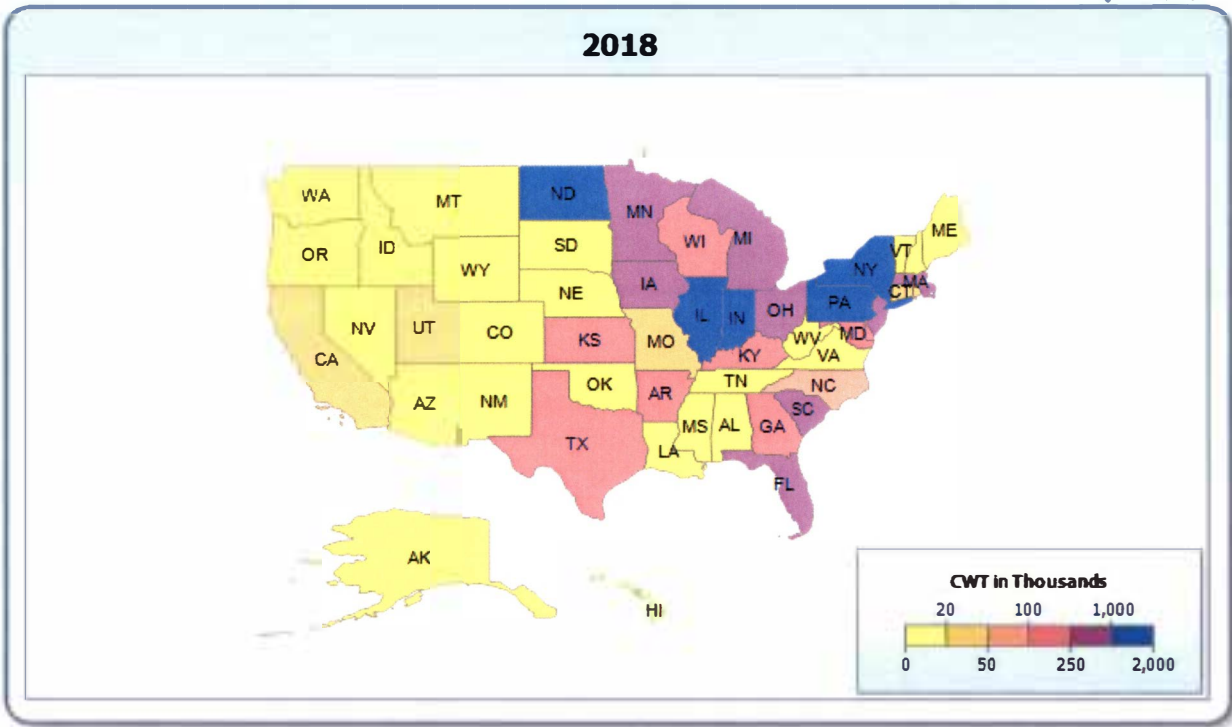 2018
WA
MT
ND
MN
ME
OR
ID
SD
WI
MI
VT
NY
WY
IA
MA
CT
NE
PA
NV
UT
CO
IL
IN
OH
CA
KS
MO
WV
MD
KY
VA
AZ
NM
OK
AR
TN
NC
SC
MS
AL
GA
TX
LA
FL
AK
HI
CWT in Thousands
20 100 1,000
0 50 250 2,000